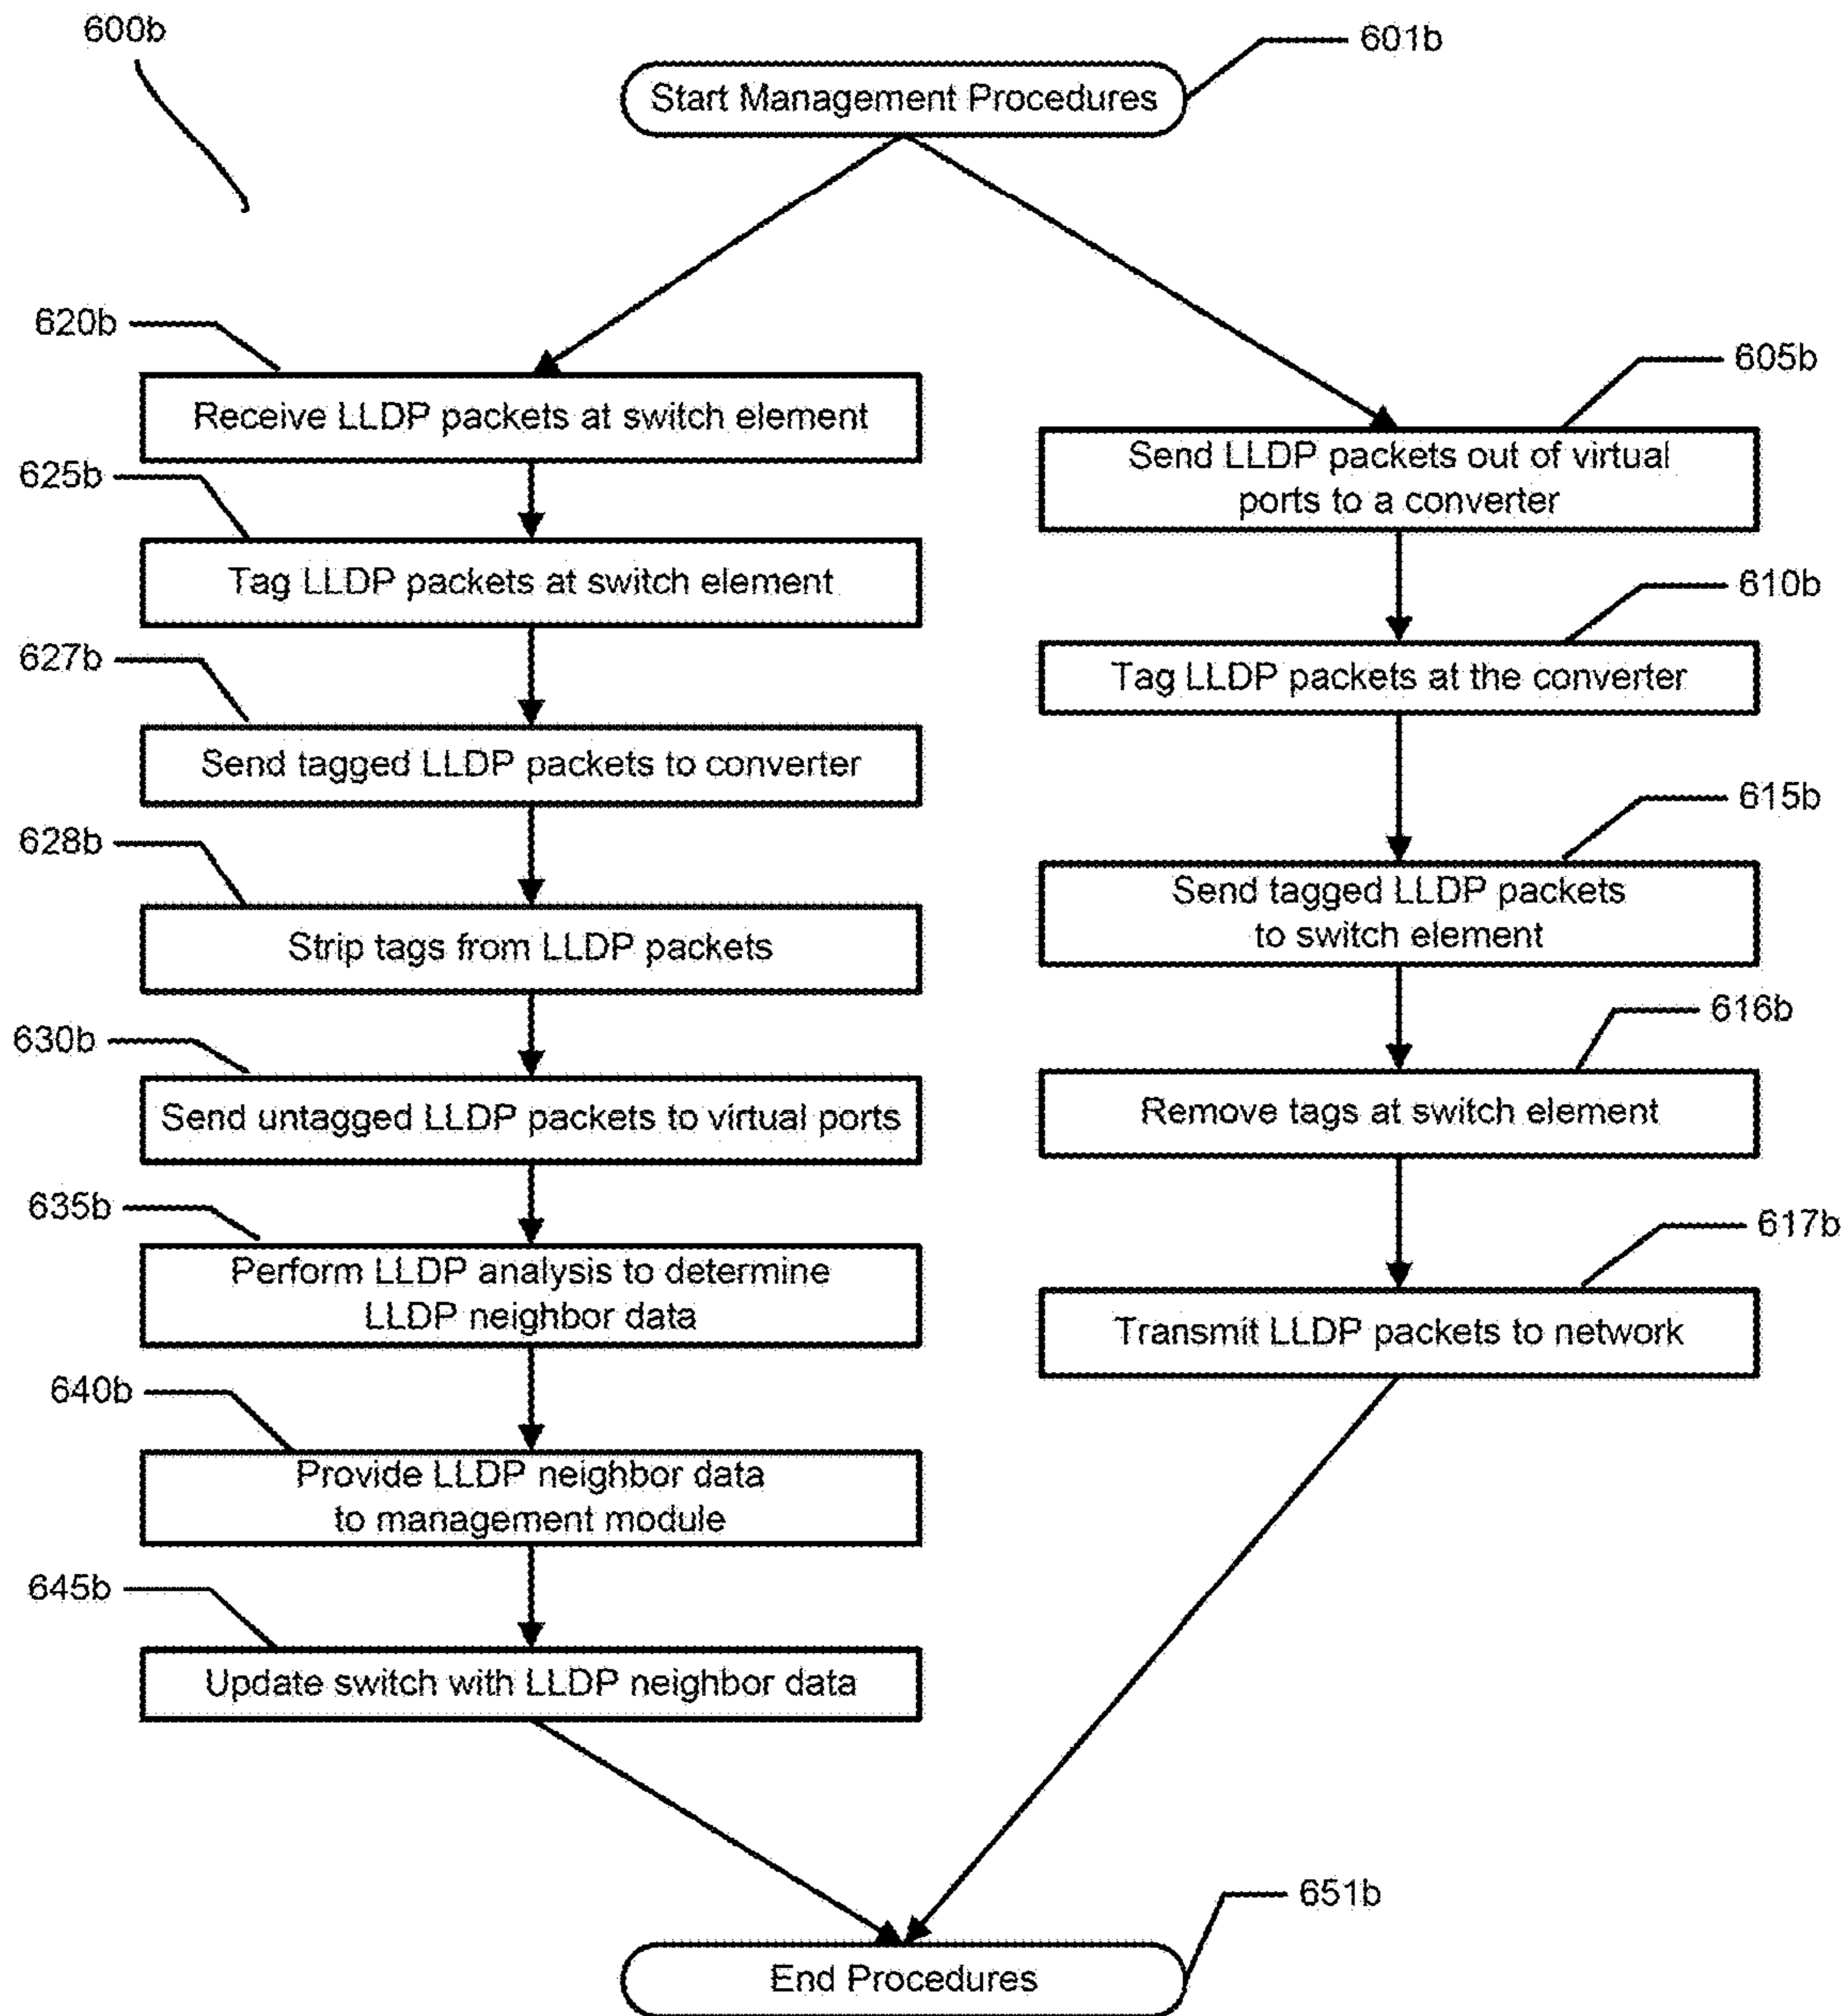 600b
601b
Start Management Procedures
620b
Receive LLDP packets at switch element
625b
Tag LLDP packets at switch element
627b
Send tagged LLDP packets to converter
628b
Strip tags from LLDP packets
630b
Send untagged LLDP packets to virtual ports
635b
Perform LLDP analysis to determine
LLDP neighbor data
640b
Provide LLDP neighbor data
to management module
645b
Update switch with LLDP neighbor data
605b
Send LLDP packets out of virtual
ports to a converter
610b
Tag LLDP packets at the converter
615b
Send tagged LLDP packets
to switch element
616b
Remove tags at switch element
617b
Transmit LLDP packets to network
651b
End Procedures